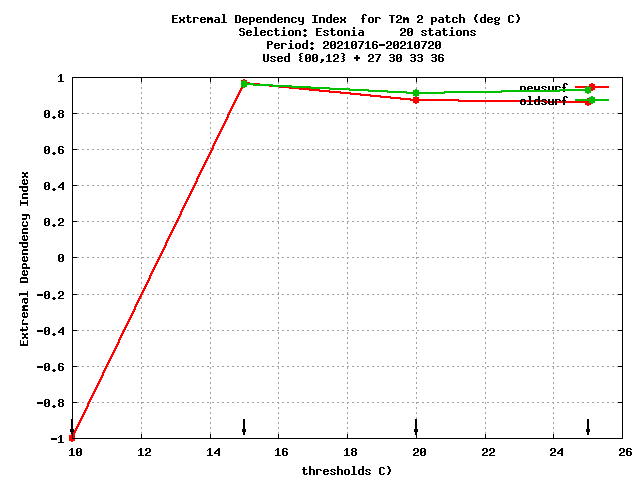 Extremal Dependency Index  for T2m 2 patch (deg C)
Selection: Estonia     20 stations
Period: 20210716-20210720
Used {00,12} + 27 30 33 36
newsurf
oldsurf
1
0.8
0.6
0.4
0.2
0
-0.2
-0.4
-0.6
-0.8
-1
Extremal Dependency Index
10 12 14 16 18 20 22 24 26
thresholds C)